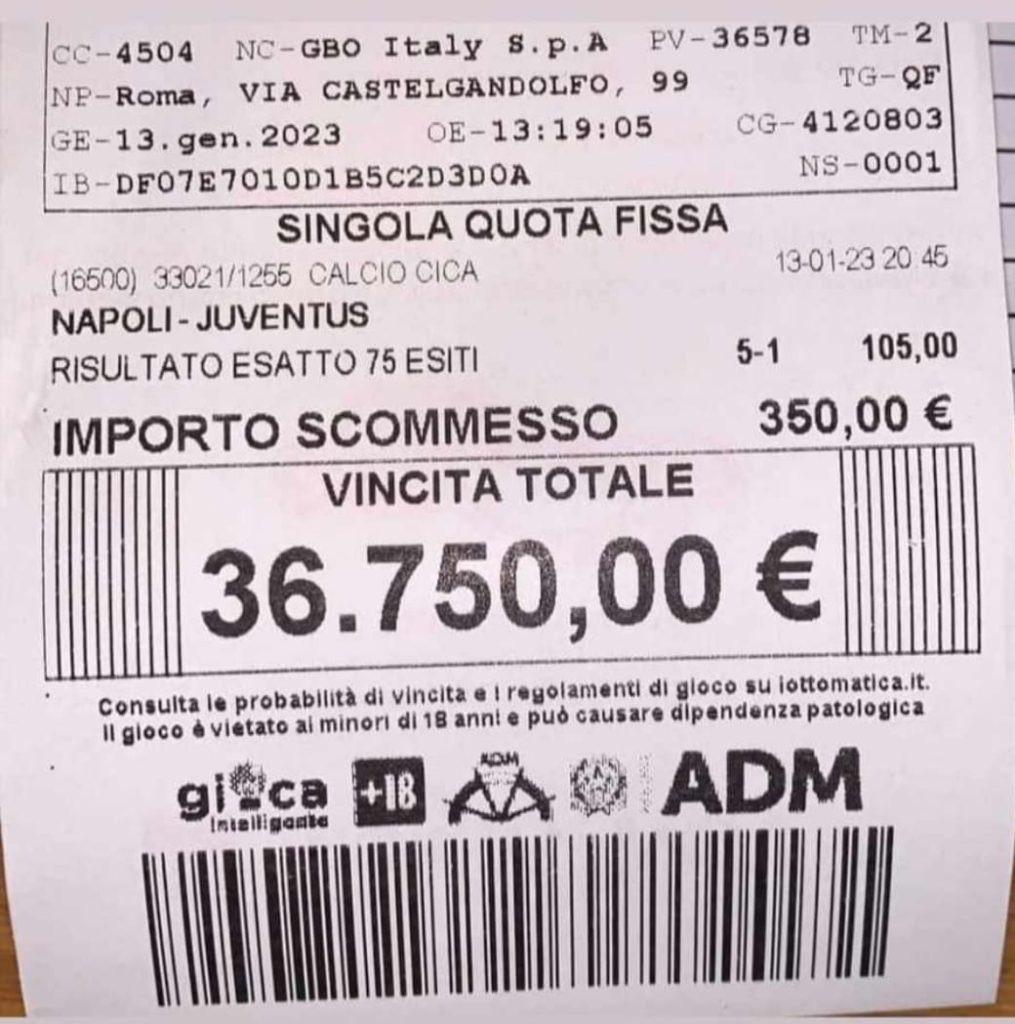 CC-4504 NC-GBO Italy S.p.A PV-36578 TM-2
NP-Roma, VIA CASTELGANDOLFO, 99 TG-QF
GE-13.gen.2023 OE-13:19:05 CG-4120803
IB-DF07E7010D1B5C2D3D0A NS-0001
SINGOLA QUOTA FISSA
(16500) 33021/1255 CALCIO CICA 13-01-23 20:45
NAPOLI - JUVENTUS
RISULTATO ESATTO 75 ESITI 5-1 105,00
IMPORTO SCOMMESSO 350,00 €
VINCITA TOTALE
36.750,00 €
Consulta le probabilità di vincita e i regolamenti di gioco su lottomatica.it.
Il gioco è vietato ai minori di 18 anni e può causare dipendenza patologica
gioca +18 ADM ADM
intelligente